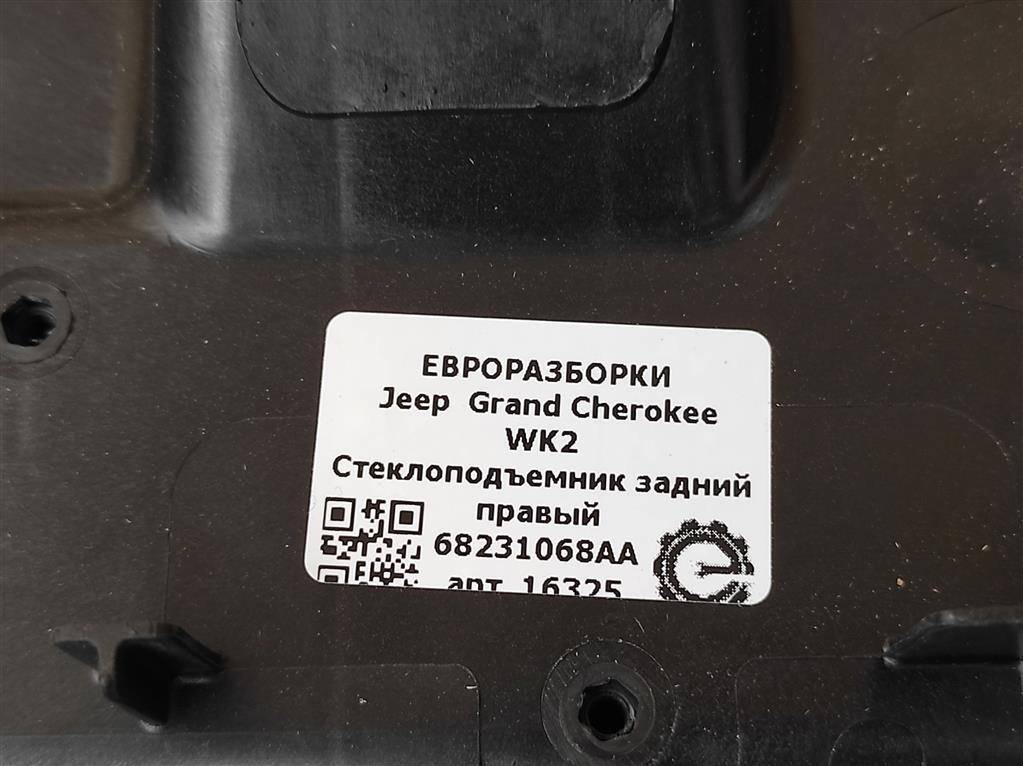 ЕВРОРАЗБОРКИ
Jeep Grand Cherokee
WK2
Стеклоподъемник задний
правый
68231068AA
арт. 16325